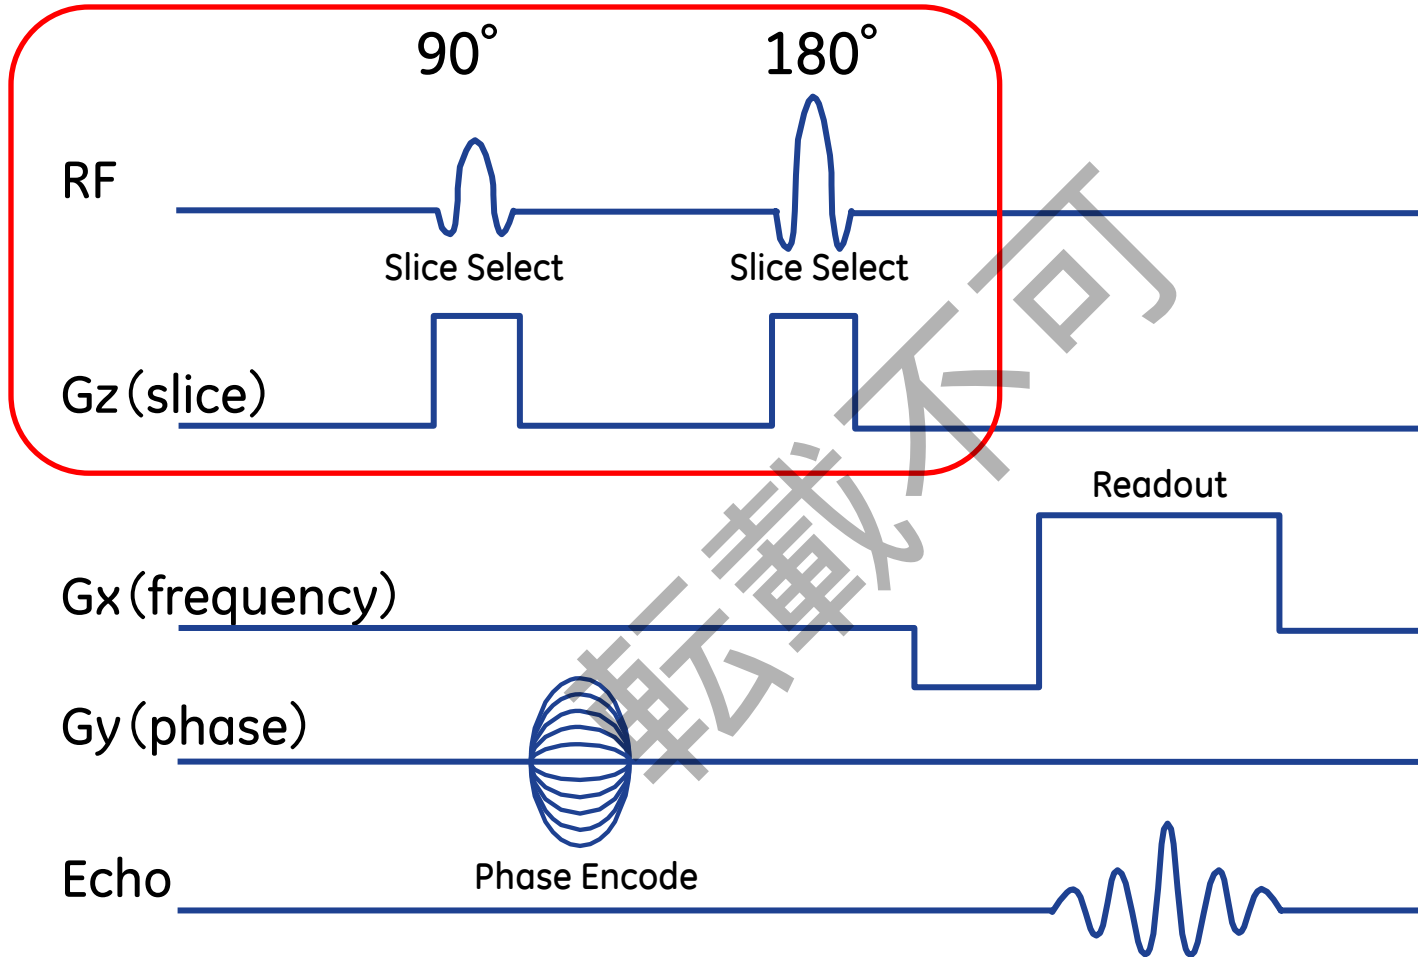 90° 180°
RF
Slice Select Slice Select
Gz(slice)
Readout
Gx(frequency)
Gy(phase)
Phase Encode
Echo
転載不可